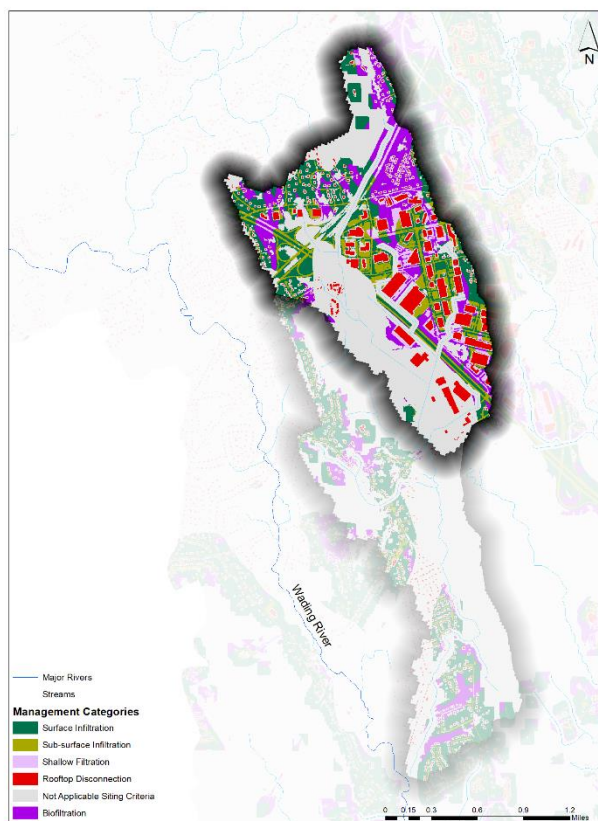 N
Wading River
Major Rivers
Streams
Management Categories
Surface Infiltration
Sub-surface Infiltration
Shallow Filtration
Rooftop Disconnection
Not Applicable Siting Criteria
Biofiltration
0 0.15 0.3 0.6 0.9 1.2
Miles